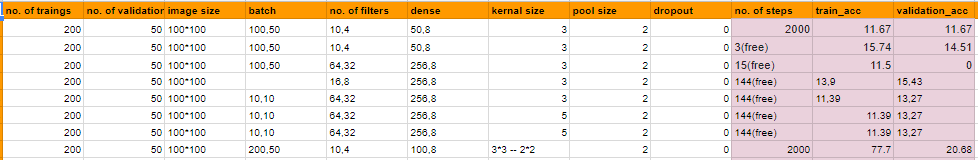 no. of traings no. of validation image size batch no. of filters dense kernal size pool size dropout no. of steps train_acc validation_acc
200 50 100*100 100,50 10,4 50,8 3 2 0 2000 11.67 11.67
200 50 100*100 100,50 10,4 50,8 3 2 0 3(free) 15.74 14.51
200 50 100*100 100,50 64,32 256,8 3 2 0 15(free) 11.5 0
200 50 100*100 16,8 256,8 3 2 0 144(free) 13,9 15,43
200 50 100*100 10,10 64,32 256,8 3 2 0 144(free) 11,39 13,27
200 50 100*100 10,10 64,32 256,8 5 2 0 144(free) 11.39 13,27
200 50 100*100 10,10 64,32 256,8 5 2 0 144(free) 11.39 13,27
200 50 100*100 200,50 10,4 100,8 3*3 -- 2*2 2 0 2000 77.7 20.68